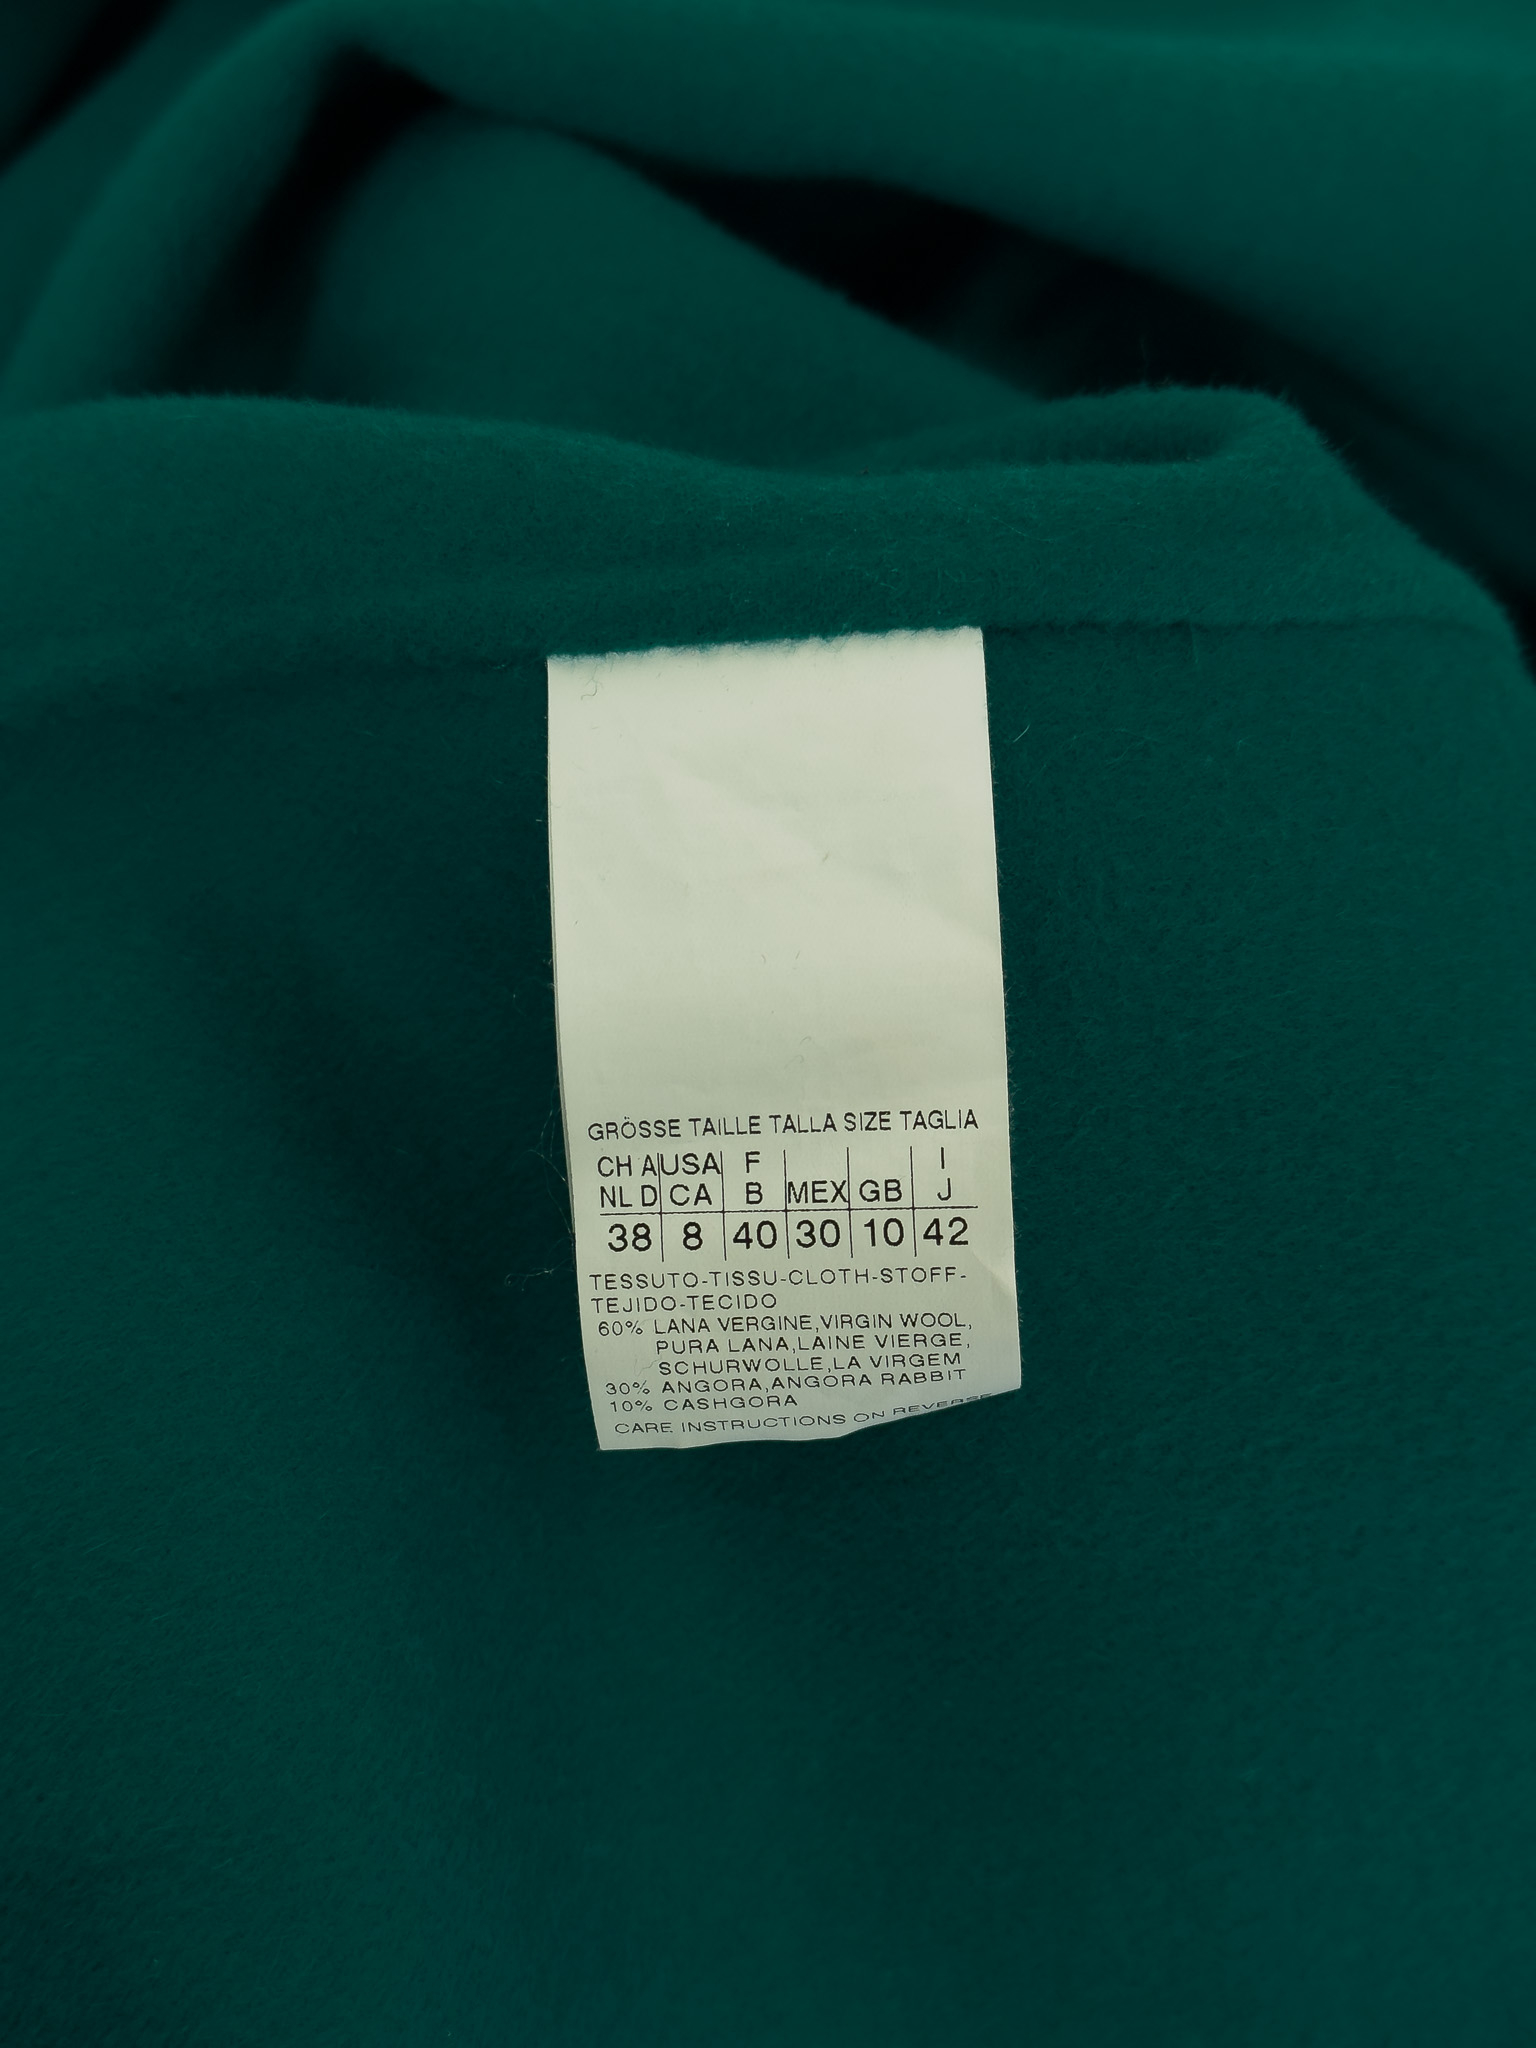 GRÖSSE TAILLE TALLA SIZE TAGLIA
CH A USA F I
NL D CA B MEX GB J
38 8 40 30 10 42
TESSUTO-TISSU-CLOTH-STOFF-
TEJIDO-TECIDO
60% LANA VERGINE,VIRGIN WOOL,
PURA LANA,LAINE VIERGE,
SCHURWOLLE,LA VIRGEM
30% ANGORA,ANGORA RABBIT
10% CASHGORA
CARE INSTRUCTIONS ON REVERSE